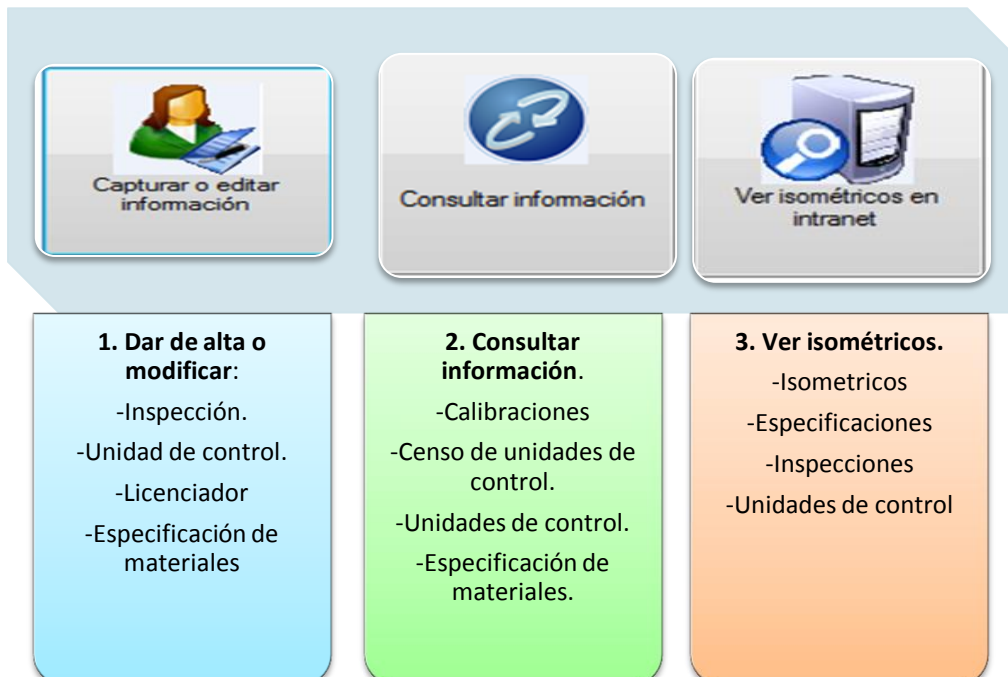 Capturar o editar
información
Consultar información
Ver isométricos en
intranet
1. Dar de alta o
modificar:
-Inspección.
-Unidad de control.
-Licenciador
-Especificación de
materiales
2. Consultar
información.
-Calibraciones
-Censo de unidades de
control.
-Unidades de control.
-Especificación de
materiales.
3. Ver isométricos.
-Isometricos
-Especificaciones
-Inspecciones
-Unidades de control